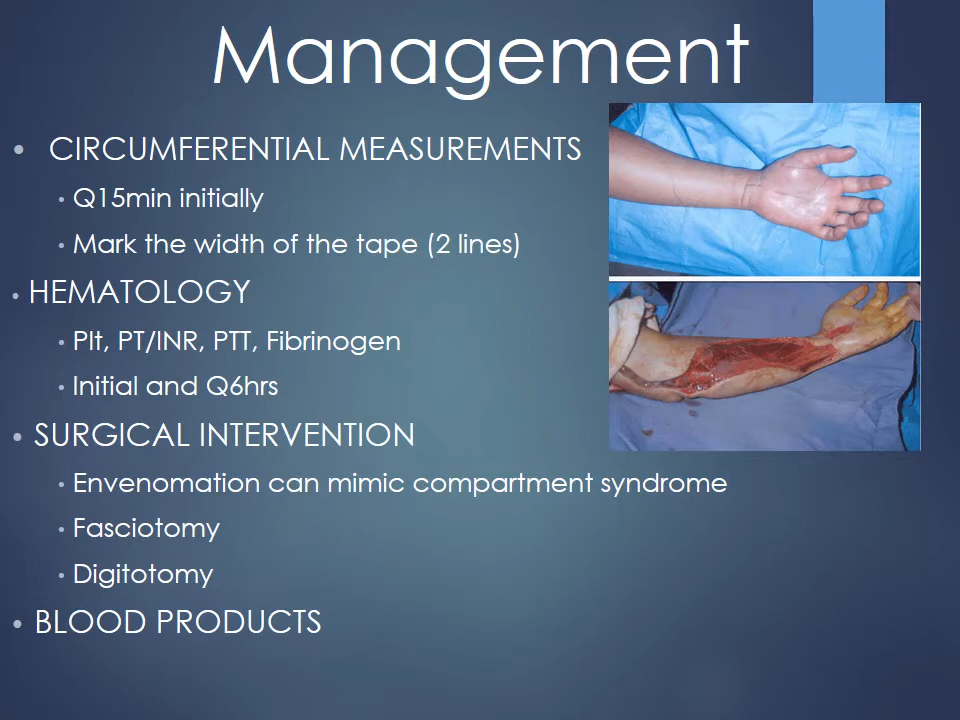 Management
• CIRCUMFERENTIAL MEASUREMENTS
• Q15min initially
• Mark the width of the tape (2 lines)
• HEMATOLOGY
• Plt, PT/INR, PTT, Fibrinogen
• Initial and Q6hrs
• SURGICAL INTERVENTION
• Envenomation can mimic compartment syndrome
• Fasciotomy
• Digitotomy
• BLOOD PRODUCTS